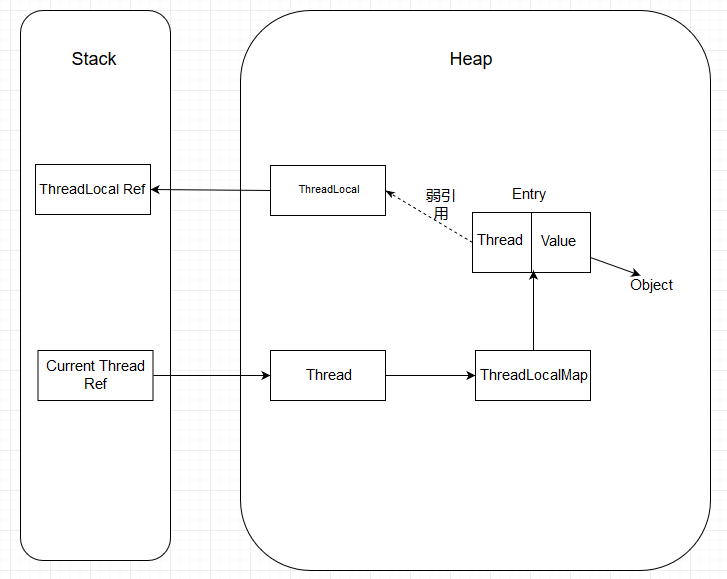 Stack
Heap
ThreadLocal Ref
ThreadLocal
弱引
用
Entry
Thread
Value
Object
Current Thread
Ref
Thread
ThreadLocalMap